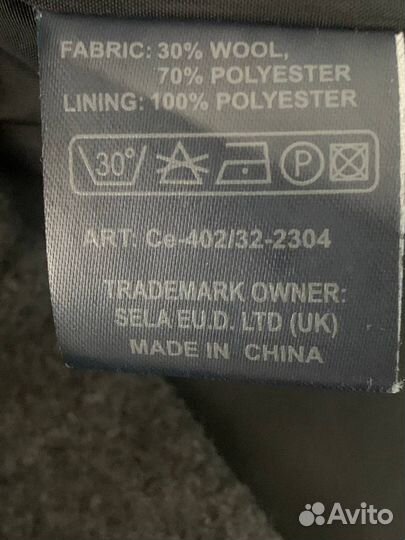 FABRIC: 30% WOOL,
70% POLYESTER
LINING: 100% POLYESTER
30° P
ART: Ce-402/32-2304
TRADEMARK OWNER:
SELA EU.D. LTD (UK)
MADE IN CHINA
Avito